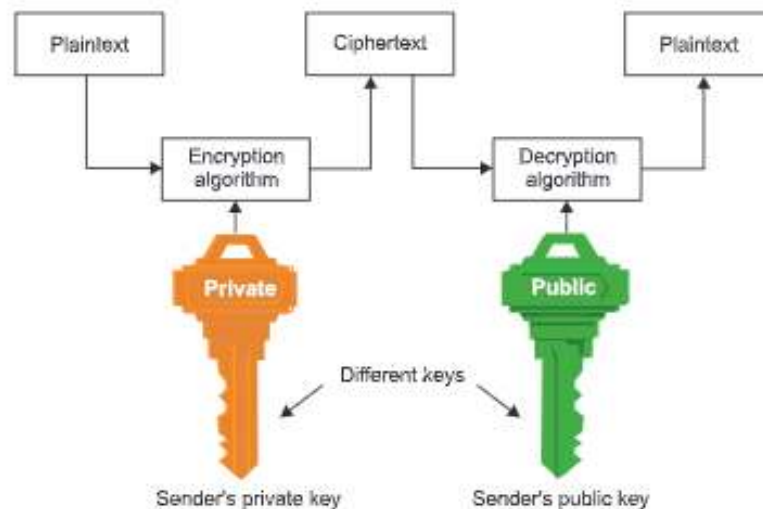 Plaintext
Ciphertext
Plaintext
Encryption
algorithm
Decryption
algorithm
Private
Public
Different keys
Sender's private key
Sender's public key